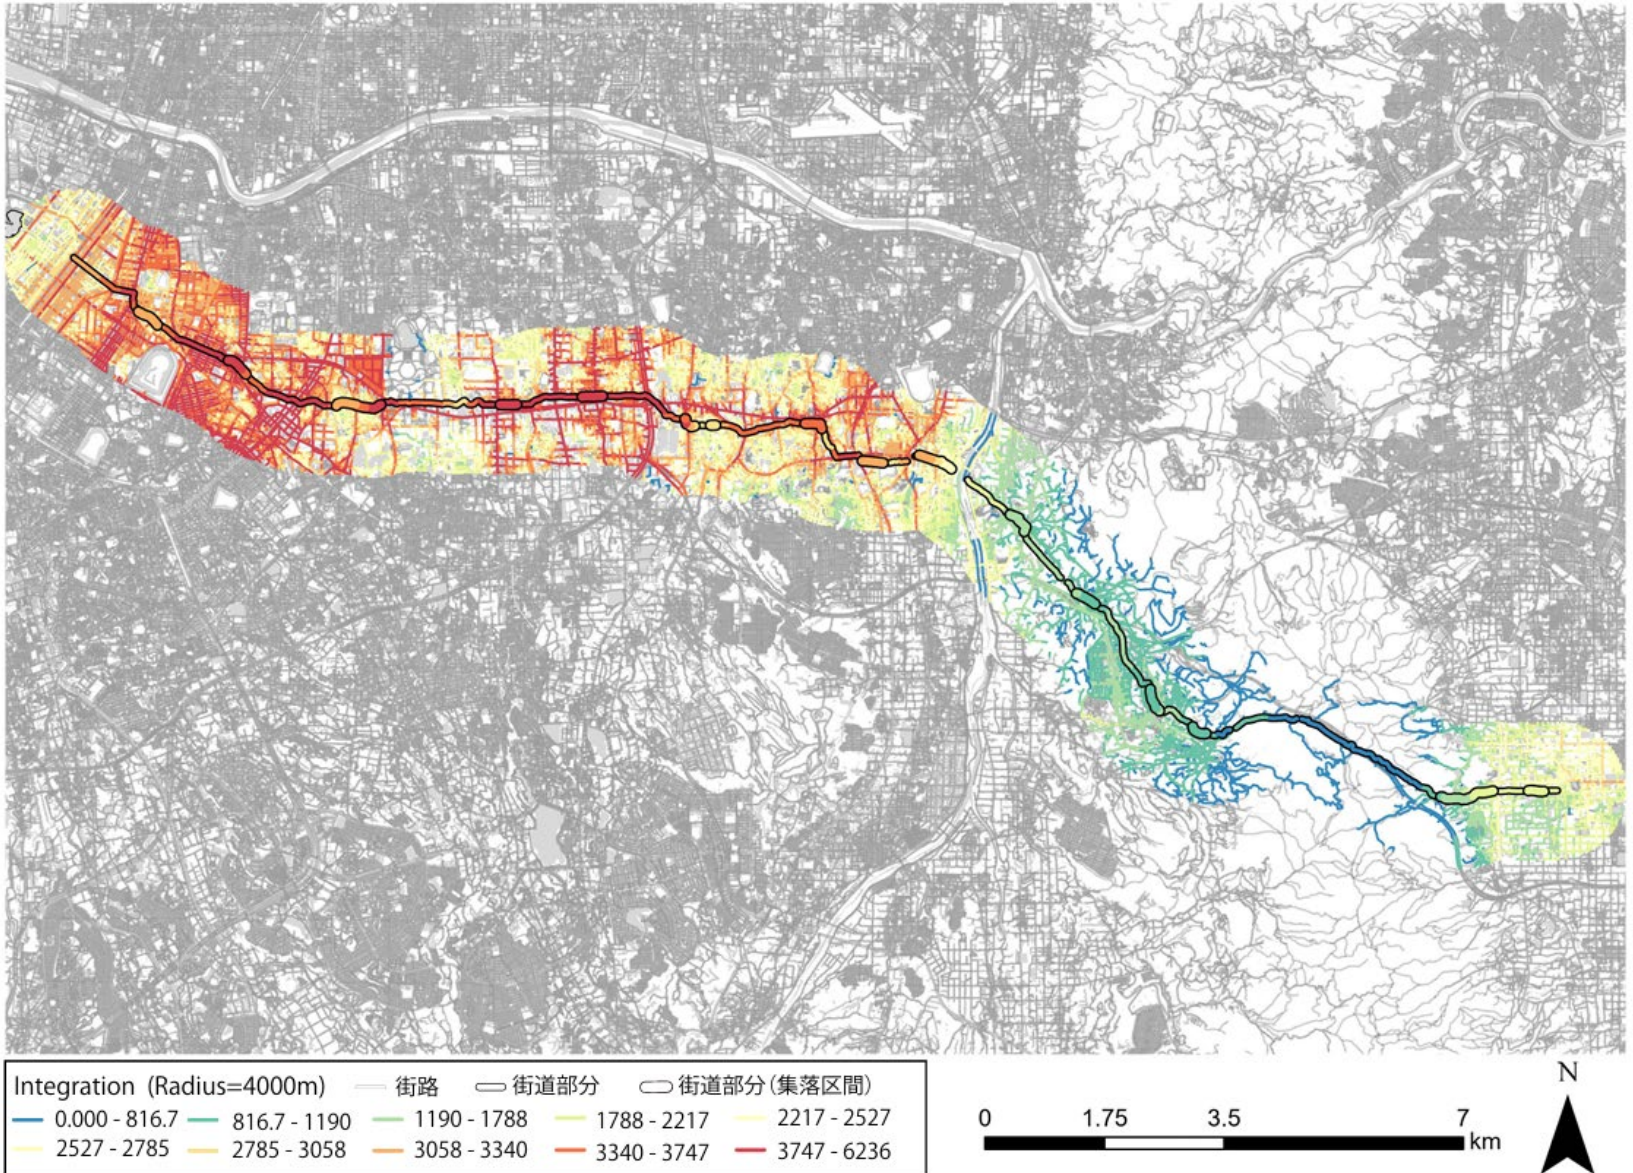 Integration (Radius=4000m) 街路 街道部分 街道部分(集落区間)
0.000 - 816.7 816.7 - 1190 1190 - 1788 1788 - 2217 2217 - 2527
2527 - 2785 2785 - 3058 3058 - 3340 3340 - 3747 3747 - 6236
0 1.75 3.5 7
km
N